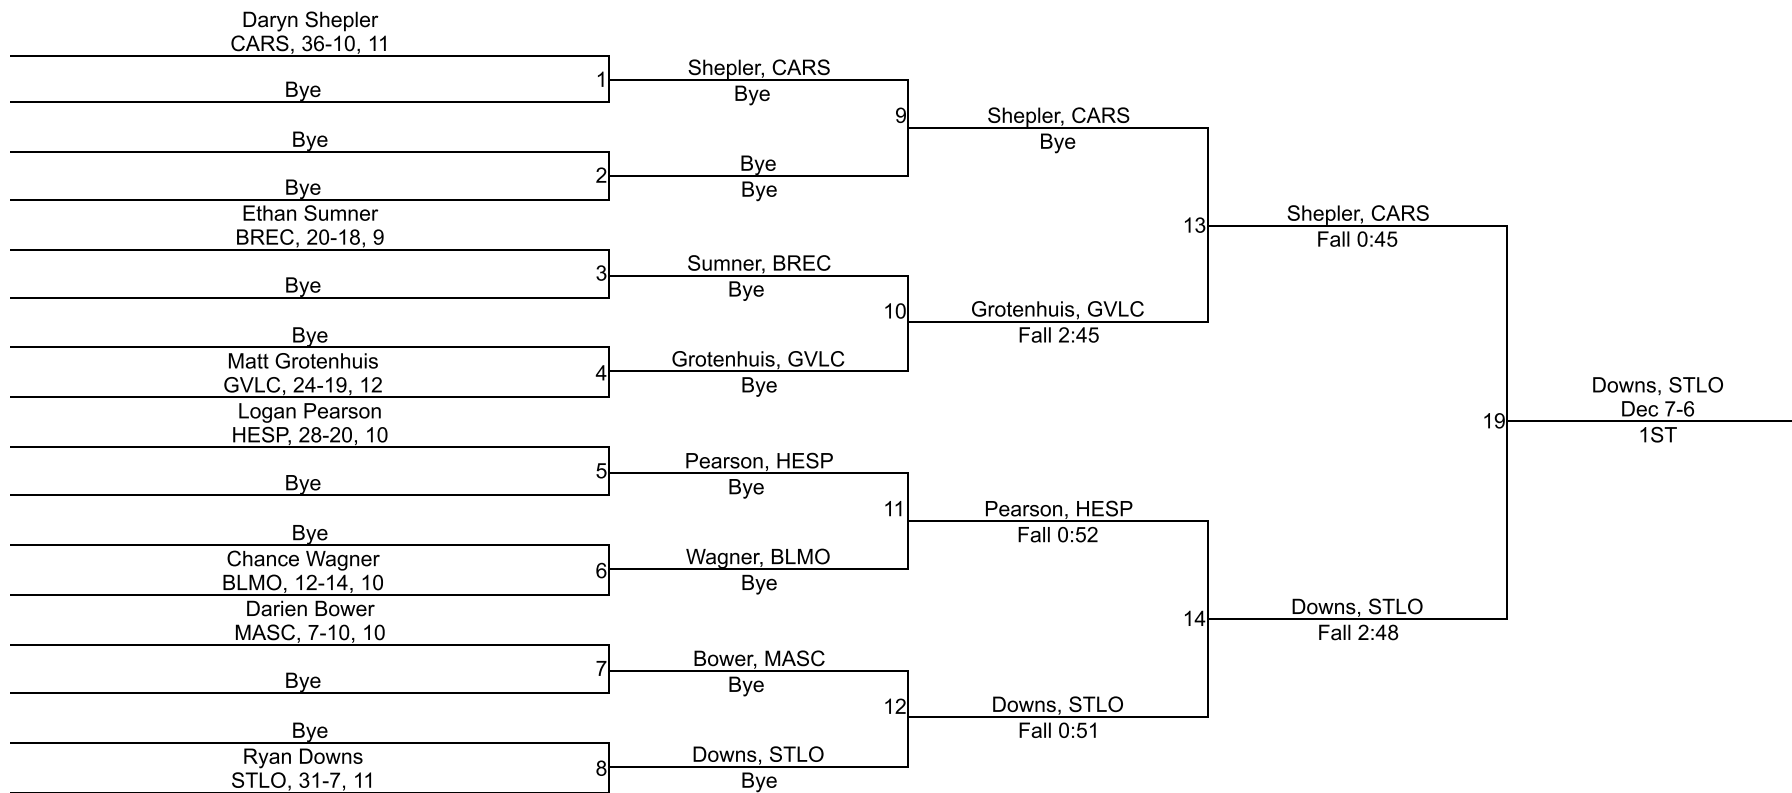 Daryn Shepler
CARS, 36-10, 11
Bye
1
Bye
Bye
2
Ethan Sumner
BREC, 20-18, 9
Bye
3
Bye
Matt Grotenhuis
GVLC, 24-19, 12
4
Logan Pearson
HESP, 28-20, 10
Bye
5
Bye
Chance Wagner
BLMO, 12-14, 10
6
Darien Bower
MASC, 7-10, 10
Bye
7
Bye
Ryan Downs
STLO, 31-7, 11
8
Shepler, CARS
Bye
9
Bye
Bye
Sumner, BREC
Bye
10
Grotenhuis, GVLC
Bye
Pearson, HESP
Bye
11
Wagner, BLMO
Bye
Bower, MASC
Bye
12
Downs, STLO
Bye
Shepler, CARS
Bye
13
Grotenhuis, GVLC
Fall 2:45
Pearson, HESP
Fall 0:52
14
Downs, STLO
Fall 0:51
Shepler, CARS
Fall 0:45
19
Downs, STLO
Fall 2:48
Downs, STLO
Dec 7-6
1ST